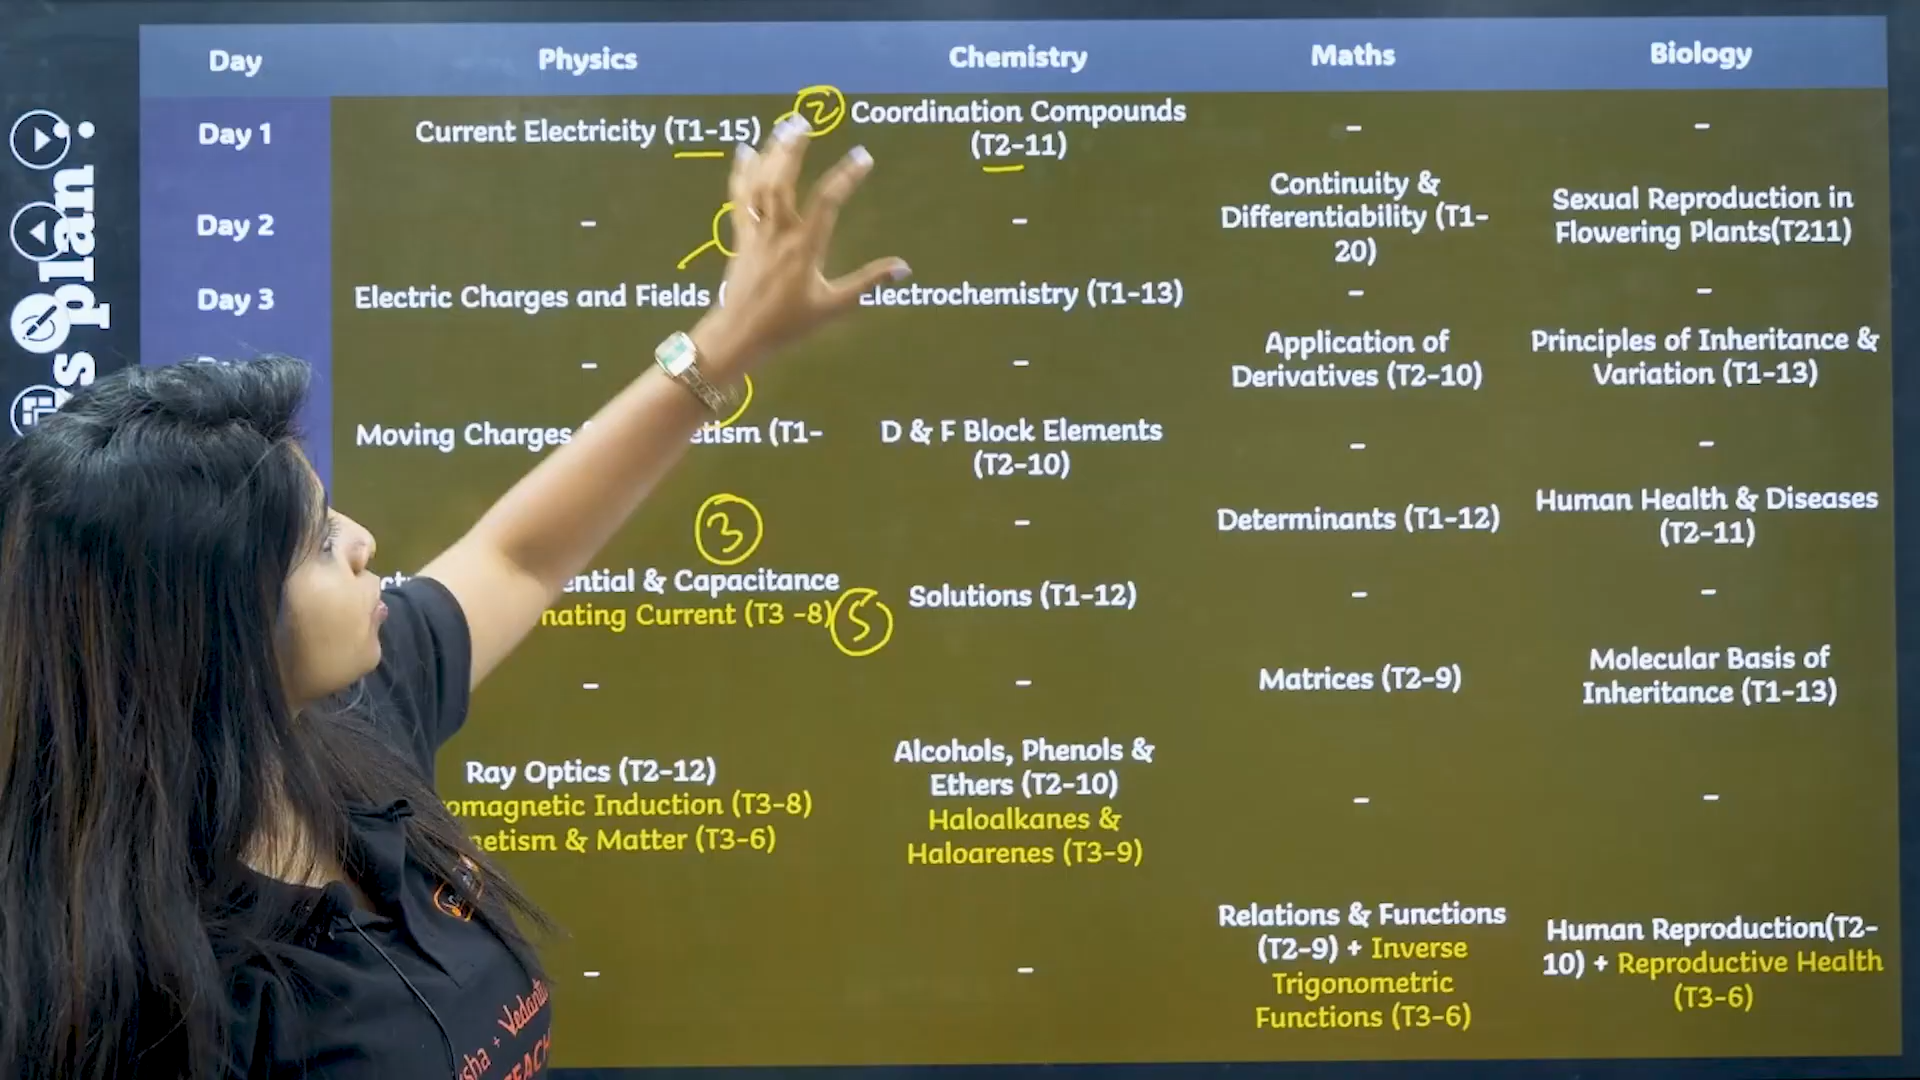 Day Physics Chemistry Maths Biology
Day 1
Current Electricity (T1-15)
2
Coordination Compounds
(T2-11)
-
-
Day 2
-
-
Continuity &
Differentiability (T1-
20)
Sexual Reproduction in
Flowering Plants(T211)
Day 3
Electric Charges and Fields (
Electrochemistry (T1-13)
-
-
-
-
Application of
Derivatives (T2-10)
Principles of Inheritance &
Variation (T1-13)
Moving Charges
(T1-
D & F Block Elements
(T2-10)
-
-
3
-
Determinants (T1-12)
Human Health & Diseases
(T2-11)
& Capacitance
Current (T3 -8)
5
Solutions (T1-12)
-
-
-
-
Matrices (T2-9)
Molecular Basis of
Inheritance (T1-13)
Ray Optics (T2-12)
Induction (T3-8)
& Matter (T3-6)
Alcohols, Phenols &
Ethers (T2-10)
Haloalkanes &
Haloarenes (T3-9)
-
-
-
-
Relations & Functions
(T2-9) + Inverse
Trigonometric
Functions (T3-6)
Human Reproduction(T2-
10) + Reproductive Health
(T3-6)
plan :